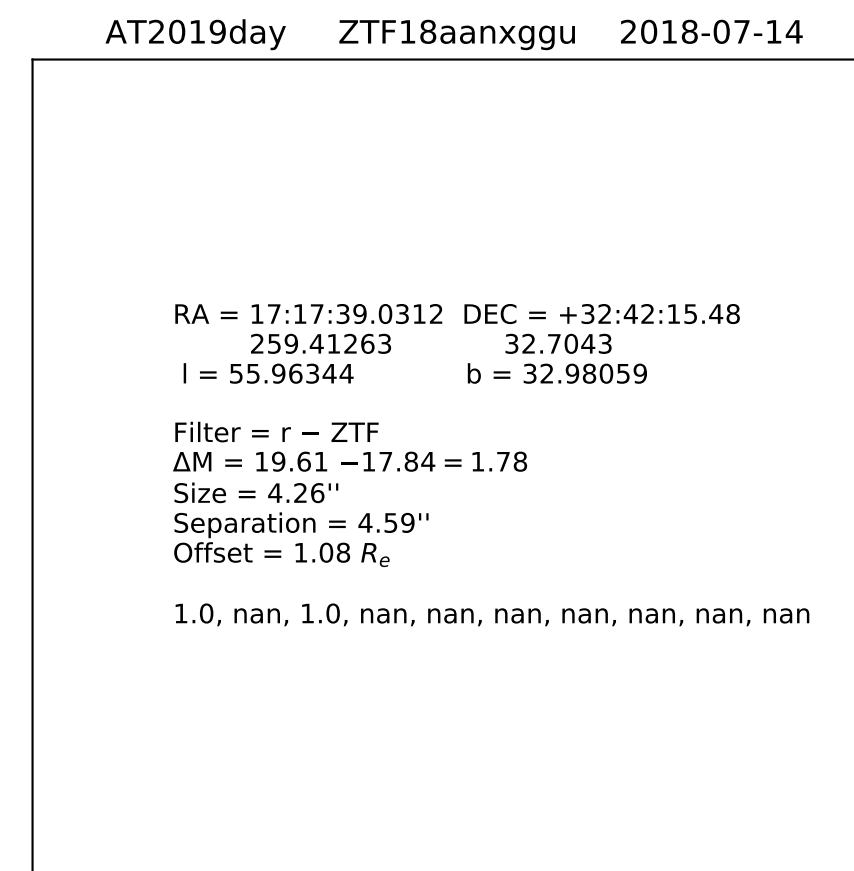 AT2019day ZTF18aanxggu 2018-07-14
RA = 17:17:39.0312 DEC = +32:42:15.48
259.41263 32.7043
l = 55.96344 b = 32.98059
Filter = r − ZTF
ΔM = 19.61 −17.84 = 1.78
Size = 4.26''
Separation = 4.59''
Offset = 1.08 Rₑ
1.0, nan, 1.0, nan, nan, nan, nan, nan, nan, nan